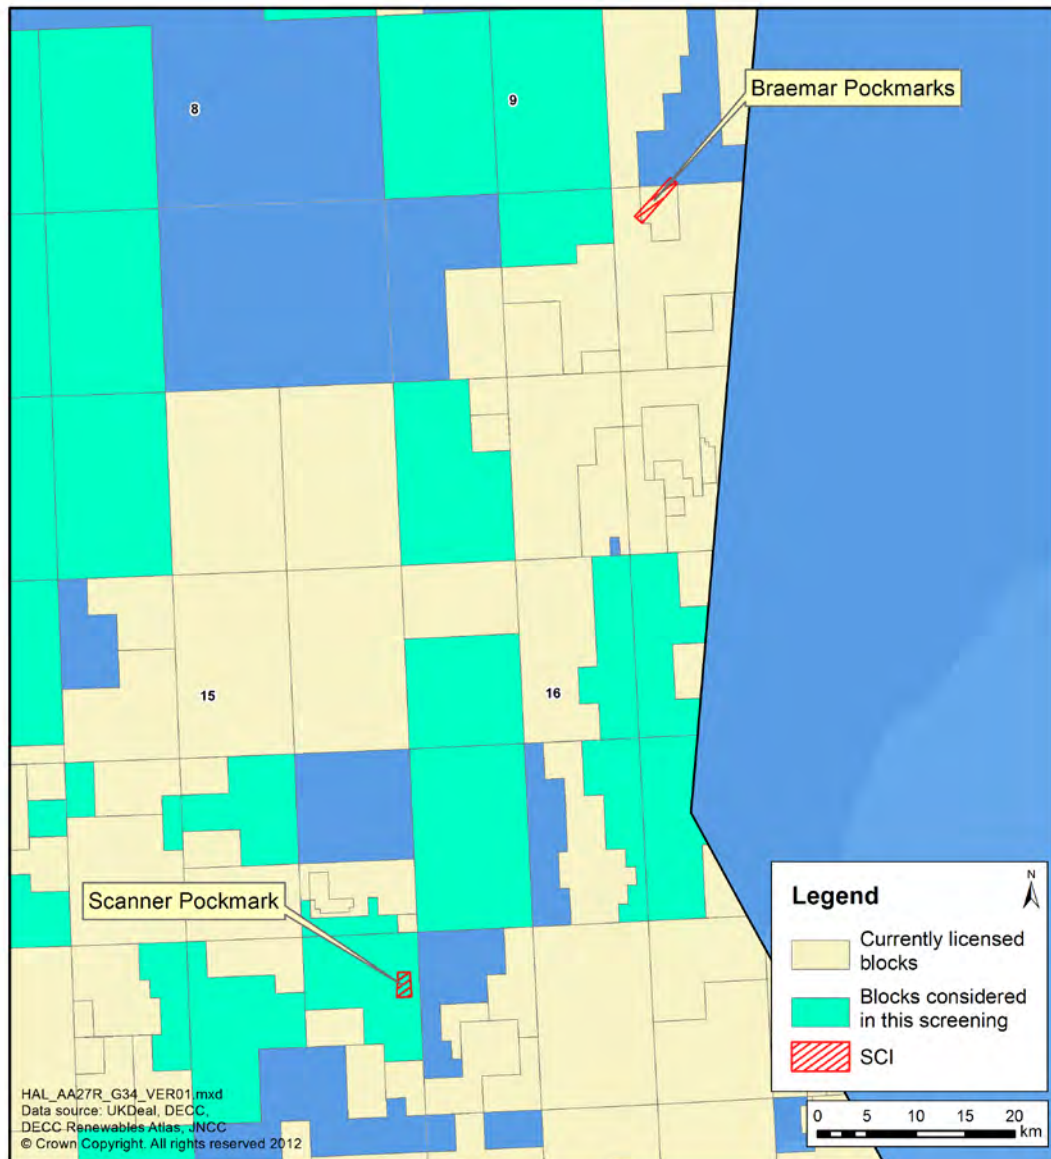 8
9
Braemar Pockmarks
15
16
Scanner Pockmark
Legend
N
Currently licensed
blocks
Blocks considered
in this screening
SCI
0 5 10 15 20
km
HAL_AA27R_G34_VER01.mxd
Data source: UKDeal, DECC,
DECC Renewables Atlas, JNCC
© Crown Copyright. All rights reserved 2012